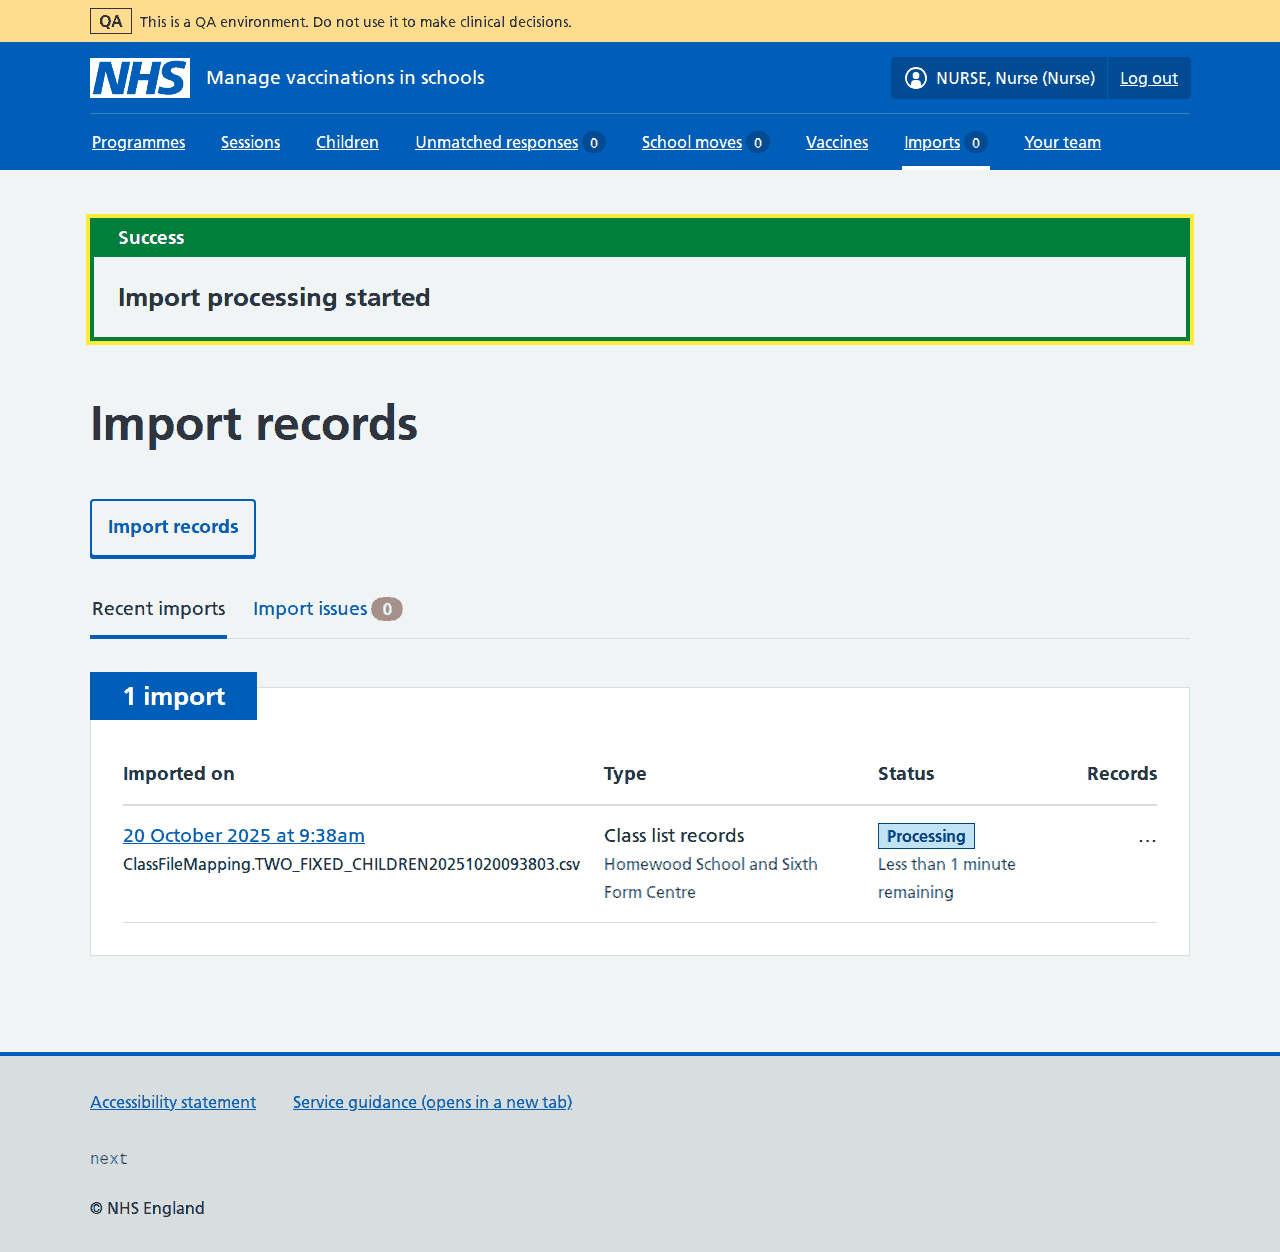 QA This is a QA environment. Do not use it to make clinical decisions.
NHS Manage vaccinations in schools NURSE, Nurse (Nurse) Log out
Programmes Sessions Children Unmatched responses 0 School moves 0 Vaccines Imports 0 Your team
Success
Import processing started
Import records
Import records
Recent imports Import issues 0
1 import
Imported on Type Status Records
20 October 2025 at 9:38am Class list records Processing ...
ClassFileMapping.TWO_FIXED_CHILDREN20251020093803.csv Homewood School and Sixth Less than 1 minute
Form Centre remaining
Accessibility statement Service guidance (opens in a new tab)
next
© NHS England